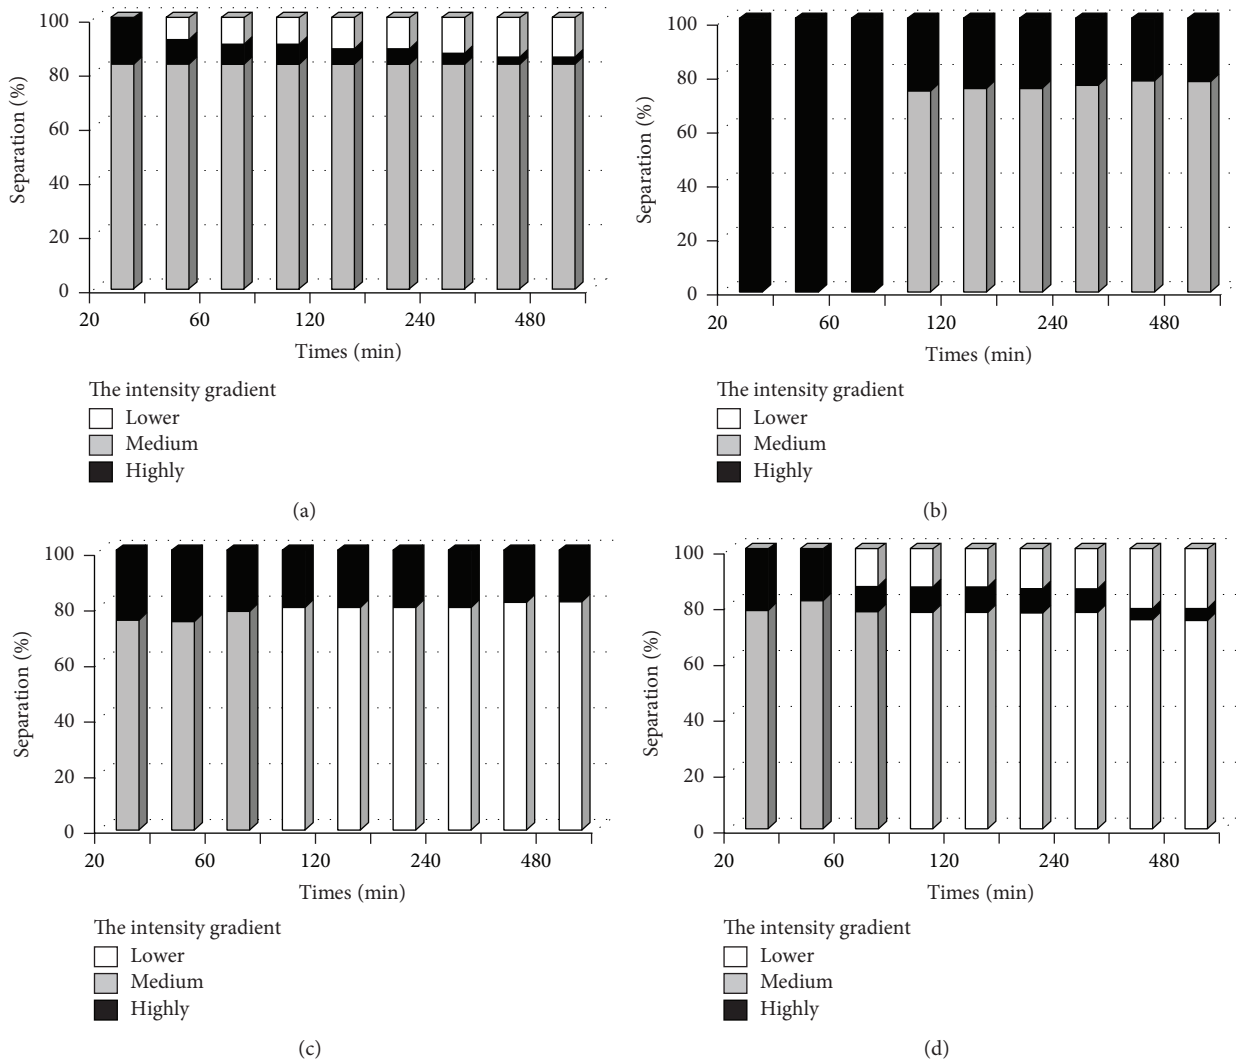 100
80
60
40
20
0
Separation (%)
20 60 120 240 480
Times (min)
The intensity gradient
Lower
Medium
Highly
(a)
100
80
60
40
20
0
Separation (%)
20 60 120 240 480
Times (min)
The intensity gradient
Lower
Medium
Highly
(b)
100
80
60
40
20
0
Separation (%)
20 60 120 240 480
Times (min)
The intensity gradient
Lower
Medium
Highly
(c)
100
80
60
40
20
0
Separation (%)
20 60 120 240 480
Times (min)
The intensity gradient
Lower
Medium
Highly
(d)